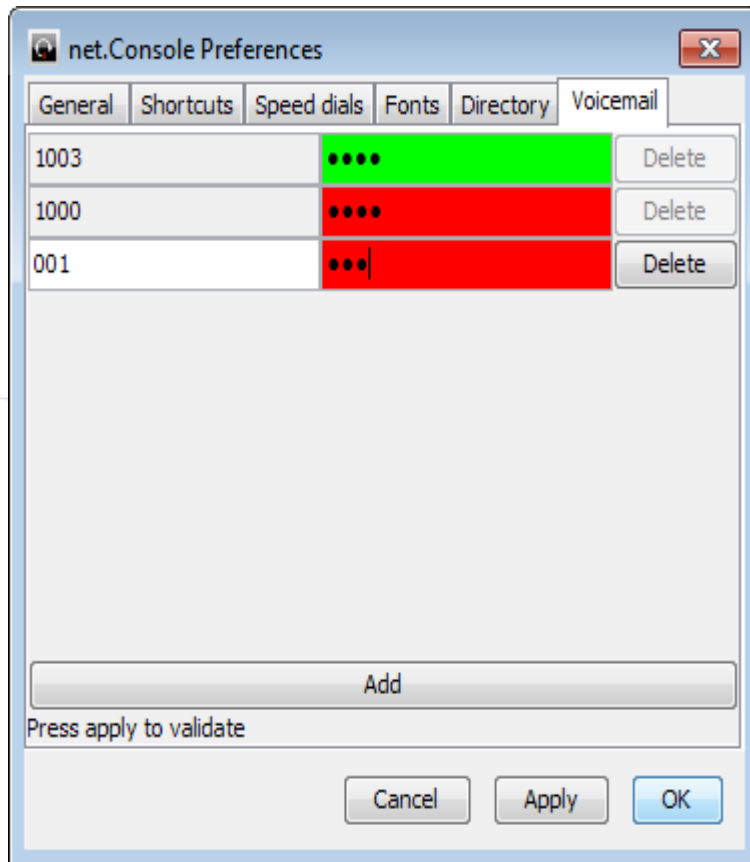 net.Console Preferences
General Shortcuts Speed dials Fonts Directory Voicemail
1003 •••• Delete
1000 •••• Delete
001 ••• Delete
Add
Press apply to validate
Cancel Apply OK